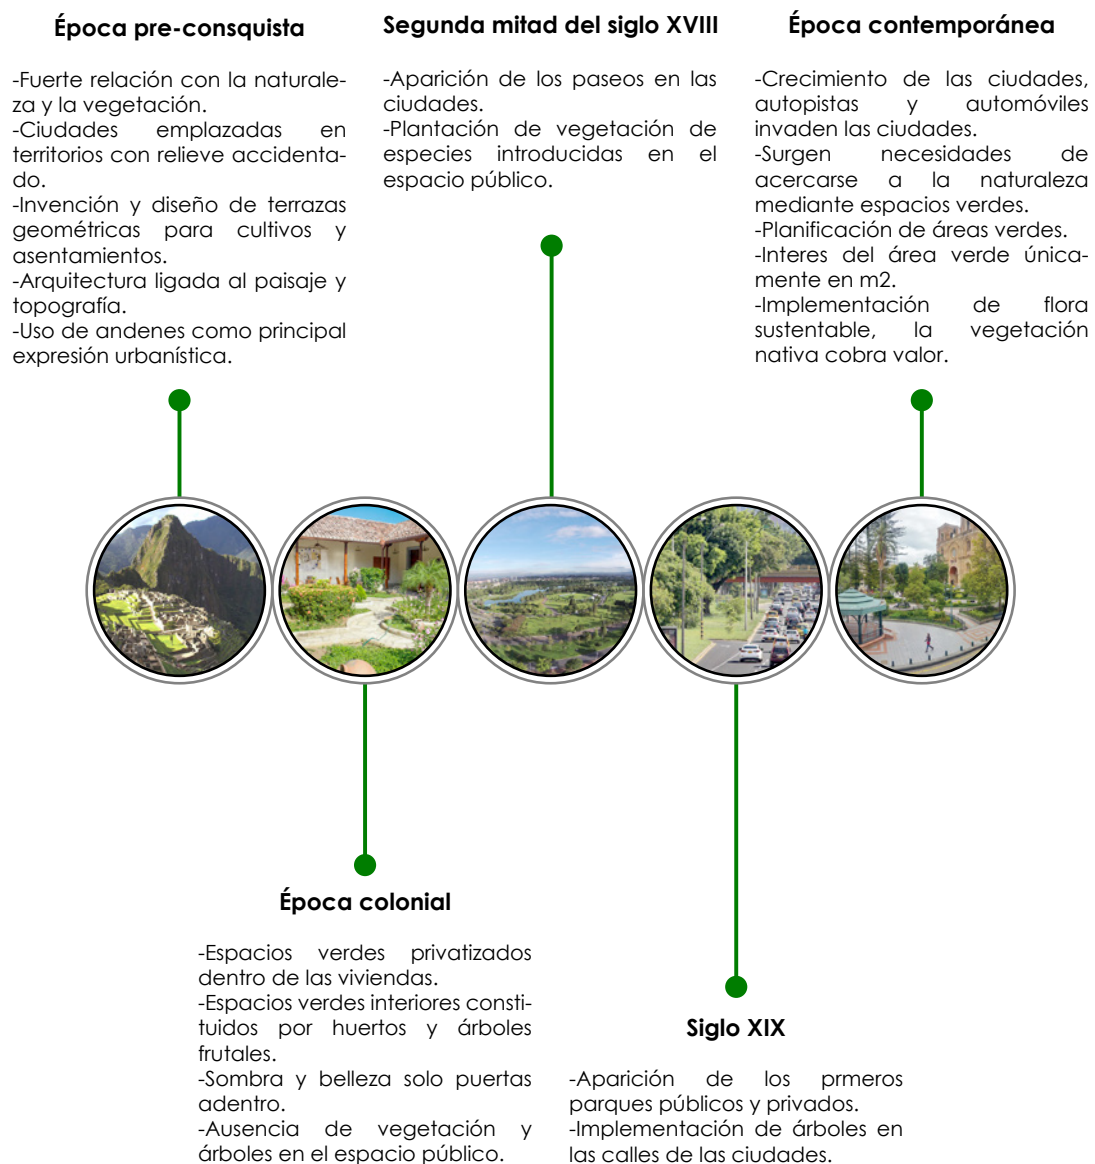 Época pre-consquista
-Fuerte relación con la naturale-
za y la vegetación.
-Ciudades emplazadas en
territorios con relieve accidenta-
do.
-Invención y diseño de terrazas
geométricas para cultivos y
asentamientos.
-Arquitectura ligada al paisaje y
topografía.
-Uso de andenes como principal
expresión urbanística.
Segunda mitad del siglo XVIII
-Aparición de los paseos en las
ciudades.
-Plantación de vegetación de
especies introducidas en el
espacio público.
Época contemporánea
-Crecimiento de las ciudades,
autopistas y automóviles
invaden las ciudades.
-Surgen necesidades de
acercarse a la naturaleza
mediante espacios verdes.
-Planificación de áreas verdes.
-Interes del área verde única-
mente en m2.
-Implementación de flora
sustentable, la vegetación
nativa cobra valor.
Época colonial
-Espacios verdes privatizados
dentro de las viviendas.
-Espacios verdes interiores consti-
tuidos por huertos y árboles
frutales.
-Sombra y belleza solo puertas
adentro.
-Ausencia de vegetación y
árboles en el espacio público.
Siglo XIX
-Aparición de los prmeros
parques públicos y privados.
-Implementación de árboles en
las calles de las ciudades.